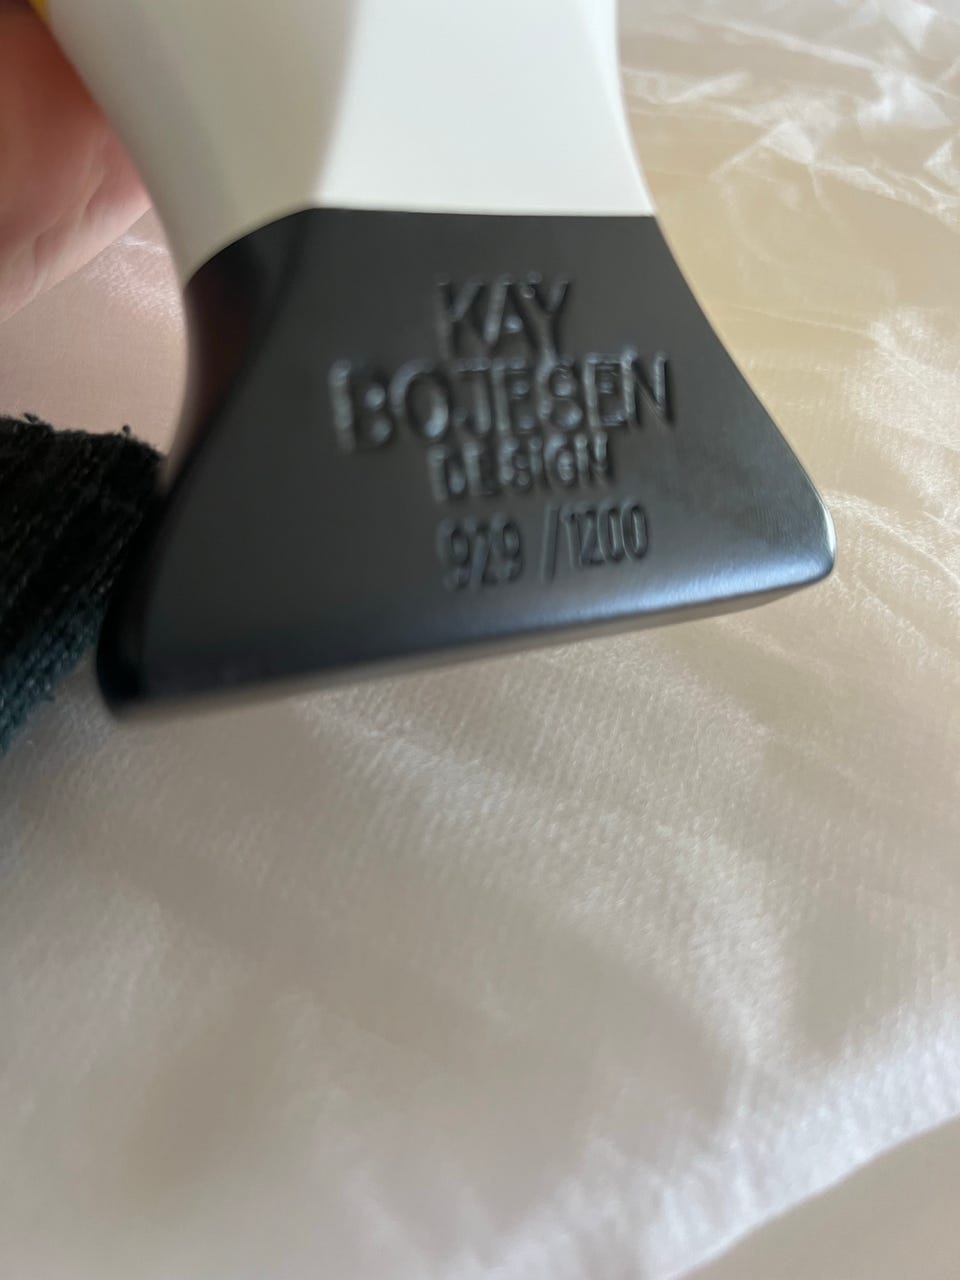 KAY
BOJESEN
DESIGN
929 / 1200